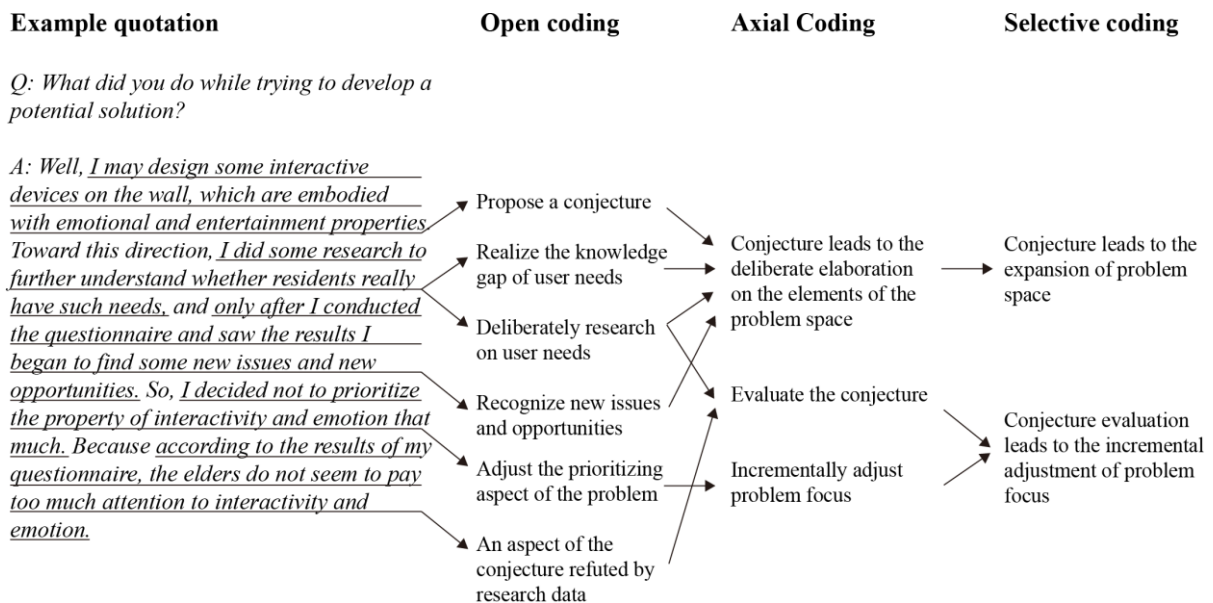 Example quotation
Open coding
Axial Coding
Selective coding
Q: What did you do while trying to develop a
potential solution?
A: Well, I may design some interactive
devices on the wall, which are embodied
with emotional and entertainment properties.
Toward this direction, I did some research to
further understand whether residents really
have such needs, and only after I conducted
the questionnaire and saw the results I
began to find some new issues and new
opportunities. So, I decided not to prioritize
the property of interactivity and emotion that
much. Because according to the results of my
questionnaire, the elders do not seem to pay
too much attention to interactivity and
emotion.
Propose a conjecture
Realize the knowledge
gap of user needs
Deliberately research
on user needs
Recognize new issues
and opportunities
Adjust the prioritizing
aspect of the problem
An aspect of the
conjecture refuted by
research data
Conjecture leads to the
deliberate elaboration
on the elements of the
problem space
Evaluate the conjecture
Incrementally adjust
problem focus
Conjecture leads to the
expansion of problem
space
Conjecture evaluation
leads to the incremental
adjustment of problem
focus